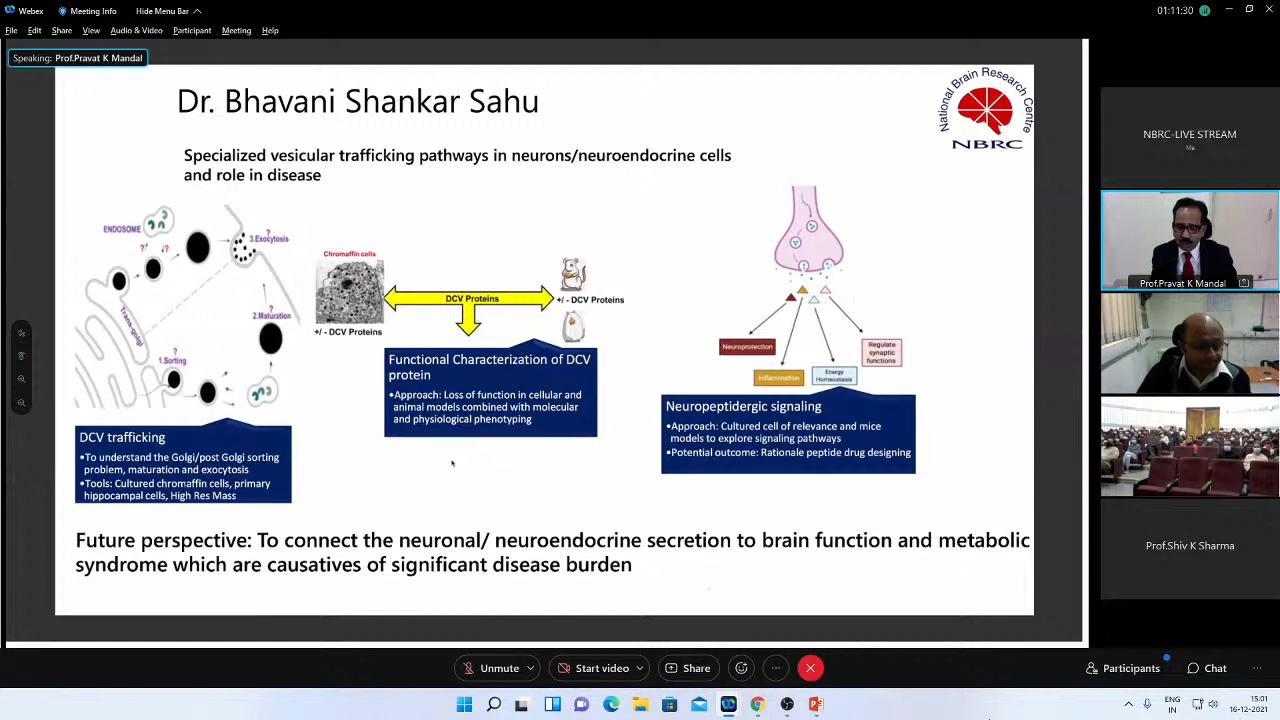 Webex
Meeting Info
Hide Menu Bar
01:11:30
File Edit Share View Audio & Video Participant Meeting Help
Speaking: Prof.Pravat K Mandal
Dr. Bhavani Shankar Sahu
National Brain Research Centre
NBRC
Specialized vesicular trafficking pathways in neurons/neuroendocrine cells
and role in disease
ENDOSOME
?
?
?
3.Exocytosis
Trans-golgi
?
2.Maturation
?
1.Sorting
DCV trafficking
•To understand the Golgi/post Golgi sorting
problem, maturation and exocytosis
•Tools: Cultured chromaffin cells, primary
hippocampal cells, High Res Mass
Chromaffin cells
+/ - DCV Proteins
DCV Proteins
+/ - DCV Proteins
Functional Characterization of DCV
protein
•Approach: Loss of function in cellular and
animal models combined with molecular
and physiological phenotyping
Neuroprotection
Inflammation
Energy
Homeostasis
Regulate
synaptic
functions
Neuropeptidergic signaling
•Approach: Cultured cell of relevance and mice
models to explore signaling pathways
•Potential outcome: Rationale peptide drug designing
Future perspective: To connect the neuronal/ neuroendocrine secretion to brain function and metabolic
syndrome which are causatives of significant disease burden
NBRC-LIVE STREAM
Me
Prof.Pravat K Mandal
Prof.Shiv K Sharma
Unmute
Start video
Share
Participants
Chat
ENG
IN
15:01
16-12-2021